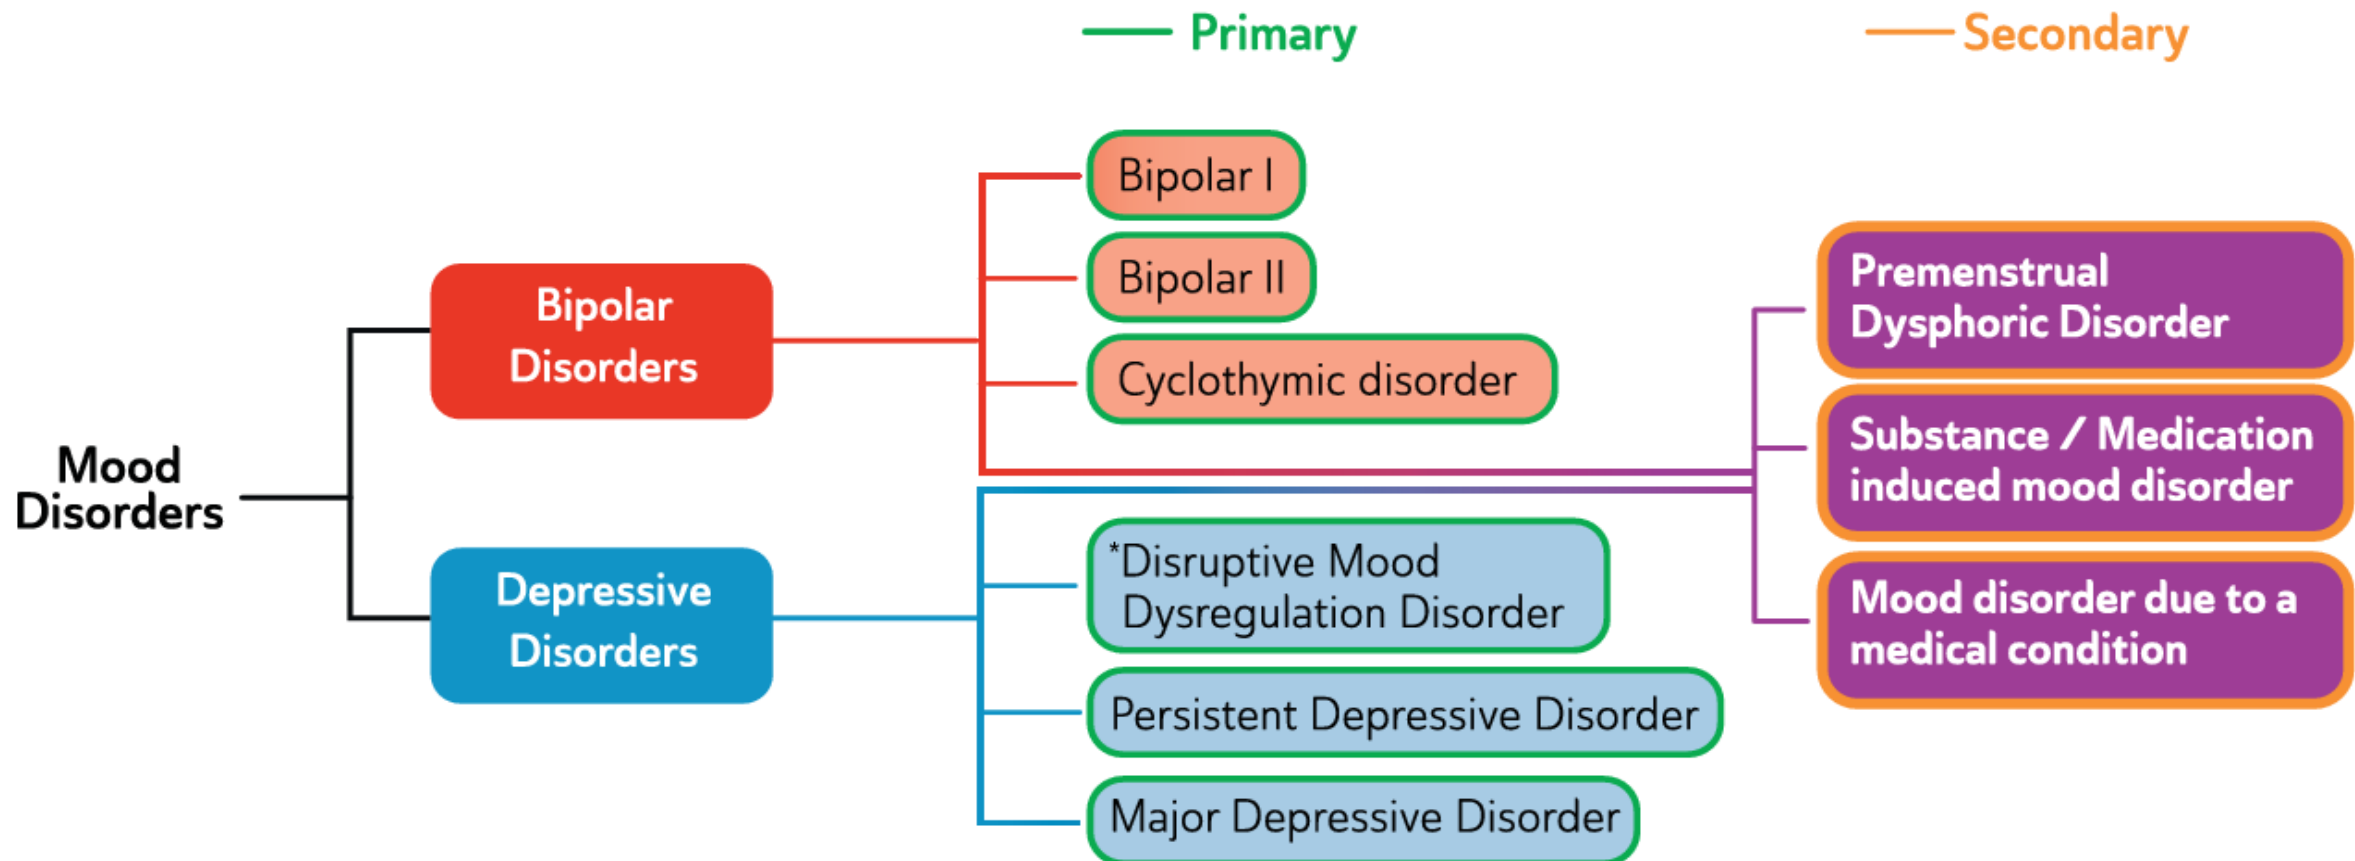 Primary
Secondary
Bipolar I
Bipolar II
Cyclothymic disorder
Bipolar
Disorders
Mood
Disorders
Depressive
Disorders
*Disruptive Mood
Dysregulation Disorder
Persistent Depressive Disorder
Major Depressive Disorder
Premenstrual
Dysphoric Disorder
Substance / Medication
induced mood disorder
Mood disorder due to a
medical condition